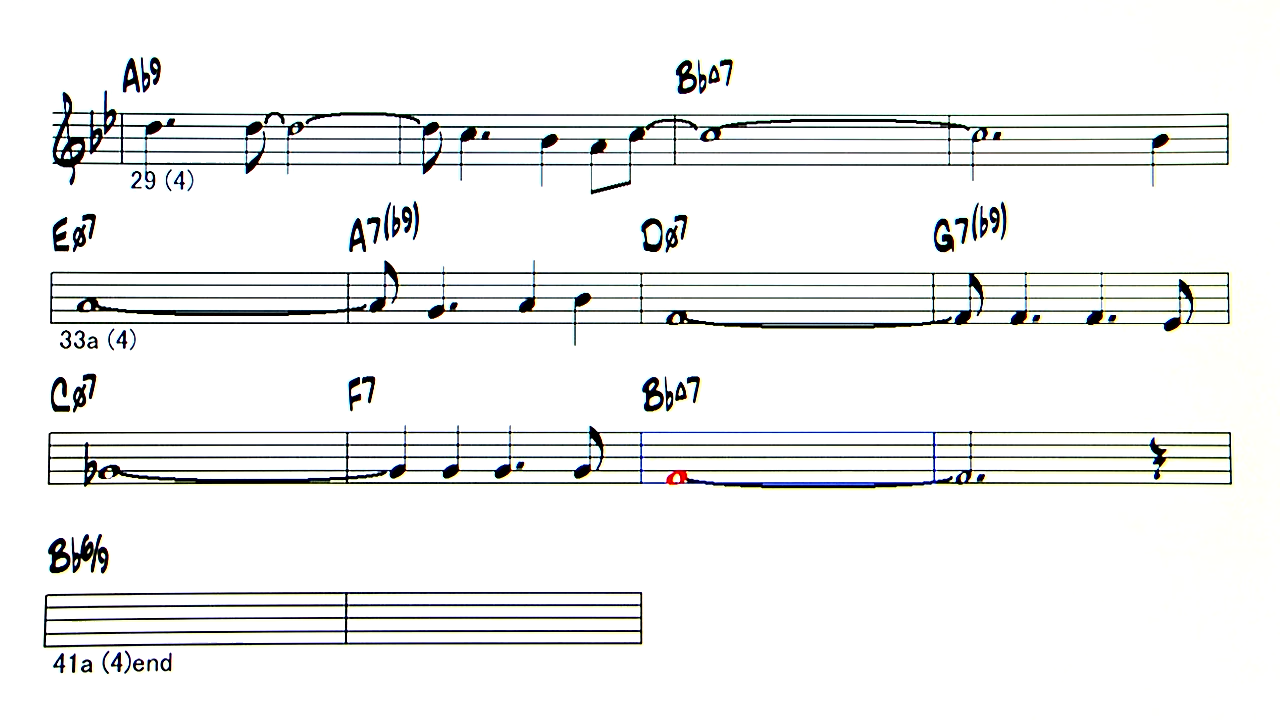 Ab9 Bb∆7
29 (4)
Eø7 A7(b9) Dø7 G7(b9)
33a (4)
Cø7 F7 Bb∆7
Bb6/9
41a (4)end